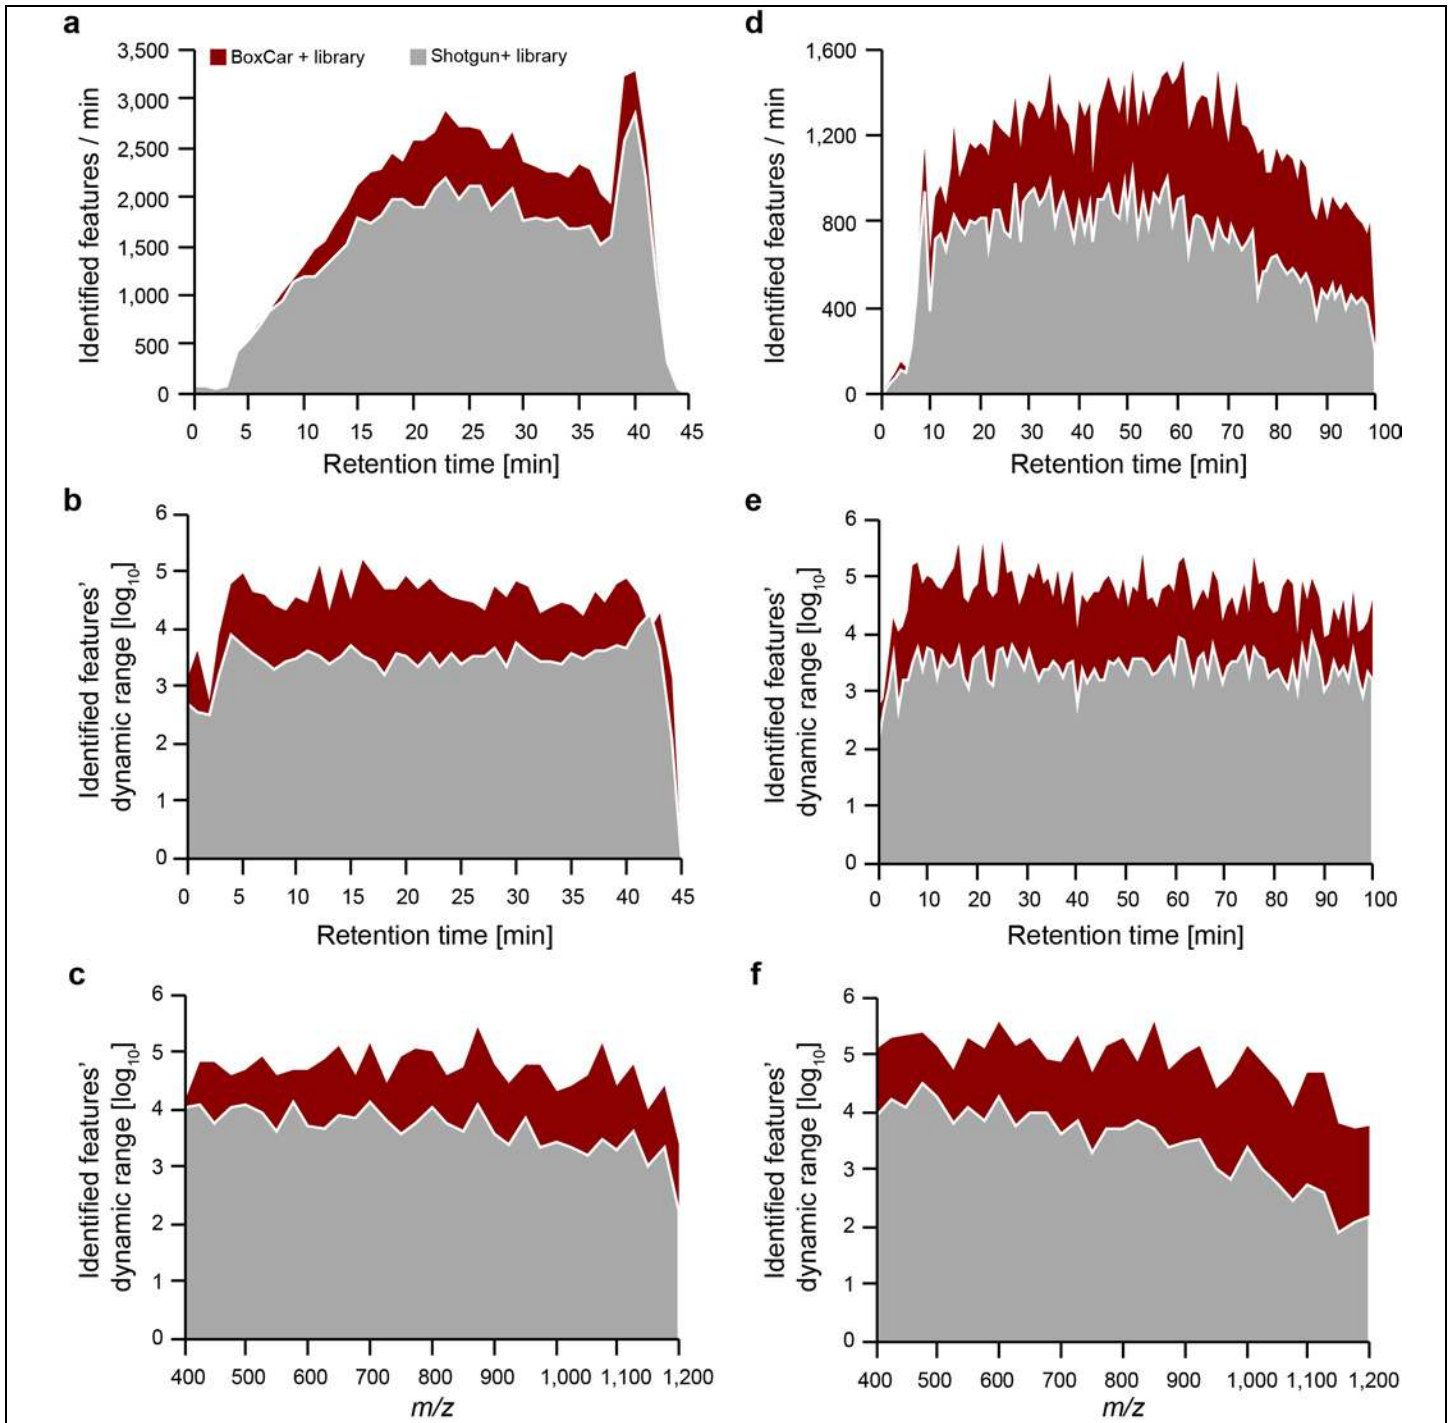 a
3,500
3,000
2,500
2,000
1,500
1,000
500
0
Identified features / min
BoxCar + library
Shotgun+ library
0 5 10 15 20 25 30 35 40 45
Retention time [min]
d
1,600
1,200
800
400
0
Identified features / min
0 10 20 30 40 50 60 70 80 90 100
Retention time [min]
b
6
5
4
3
2
1
0
Identified features'
dynamic range [log10]
0 5 10 15 20 25 30 35 40 45
Retention time [min]
e
6
5
4
3
2
1
0
Identified features'
dynamic range [log10]
0 10 20 30 40 50 60 70 80 90 100
Retention time [min]
c
6
5
4
3
2
1
0
Identified features'
dynamic range [log10]
400 500 600 700 800 900 1,000 1,100 1,200
m/z
f
6
5
4
3
2
1
0
Identified features'
dynamic range [log10]
400 500 600 700 800 900 1,000 1,100 1,200
m/z